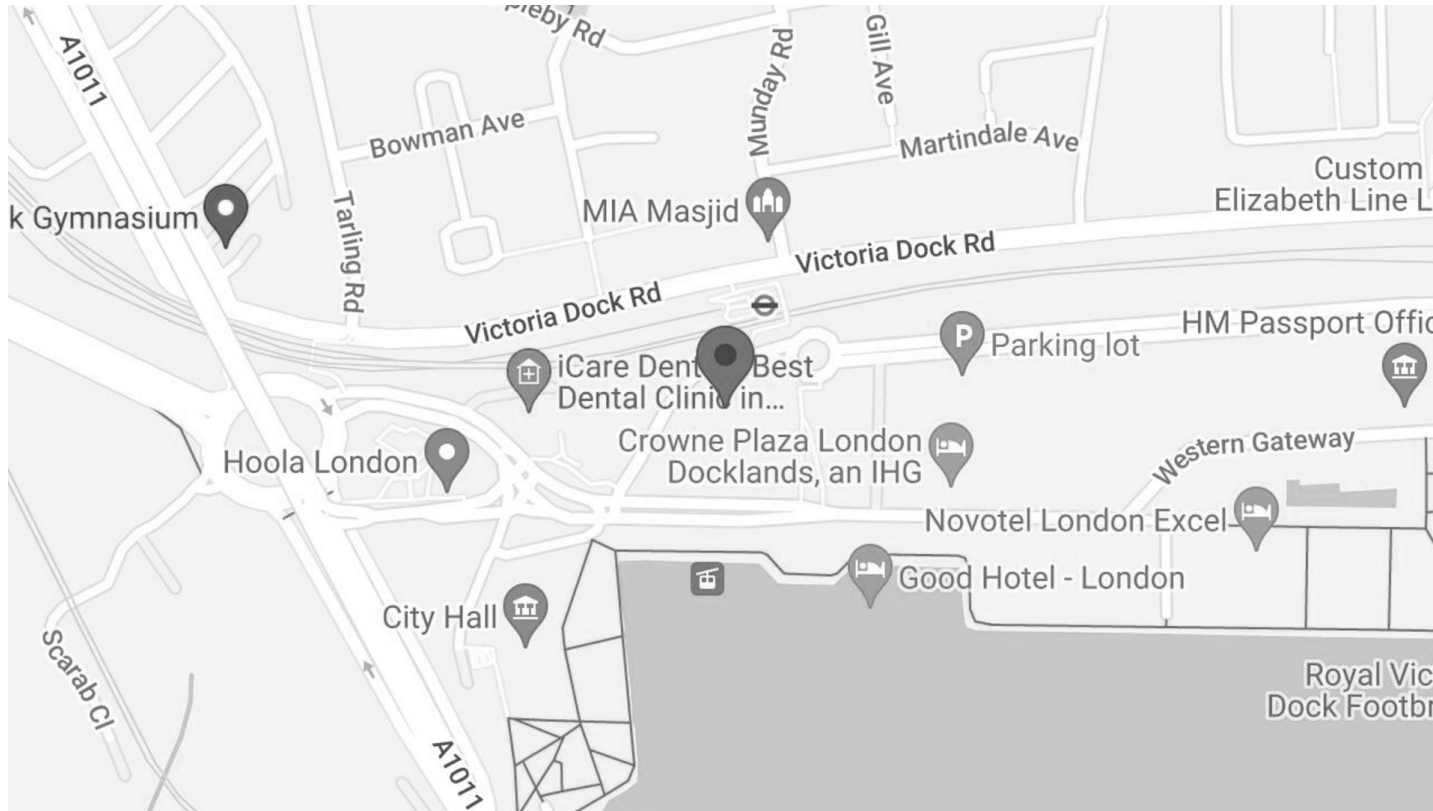 pleby Rd
Gill Ave
A1011
Munday Rd
Bowman Ave
Martindale Ave
Custom
Elizabeth Line L
MIA Masjid
k Gymnasium
Tarling Rd
Victoria Dock Rd
Victoria Dock Rd
HM Passport Offic
P
Parking lot
iCare Dent Best
Dental Clinic in...
Crowne Plaza London
Docklands, an IHG
Western Gateway
Hoola London
Novotel London Excel
Good Hotel - London
City Hall
Scarab Cl
Royal Vic
Dock Footbr
A1011